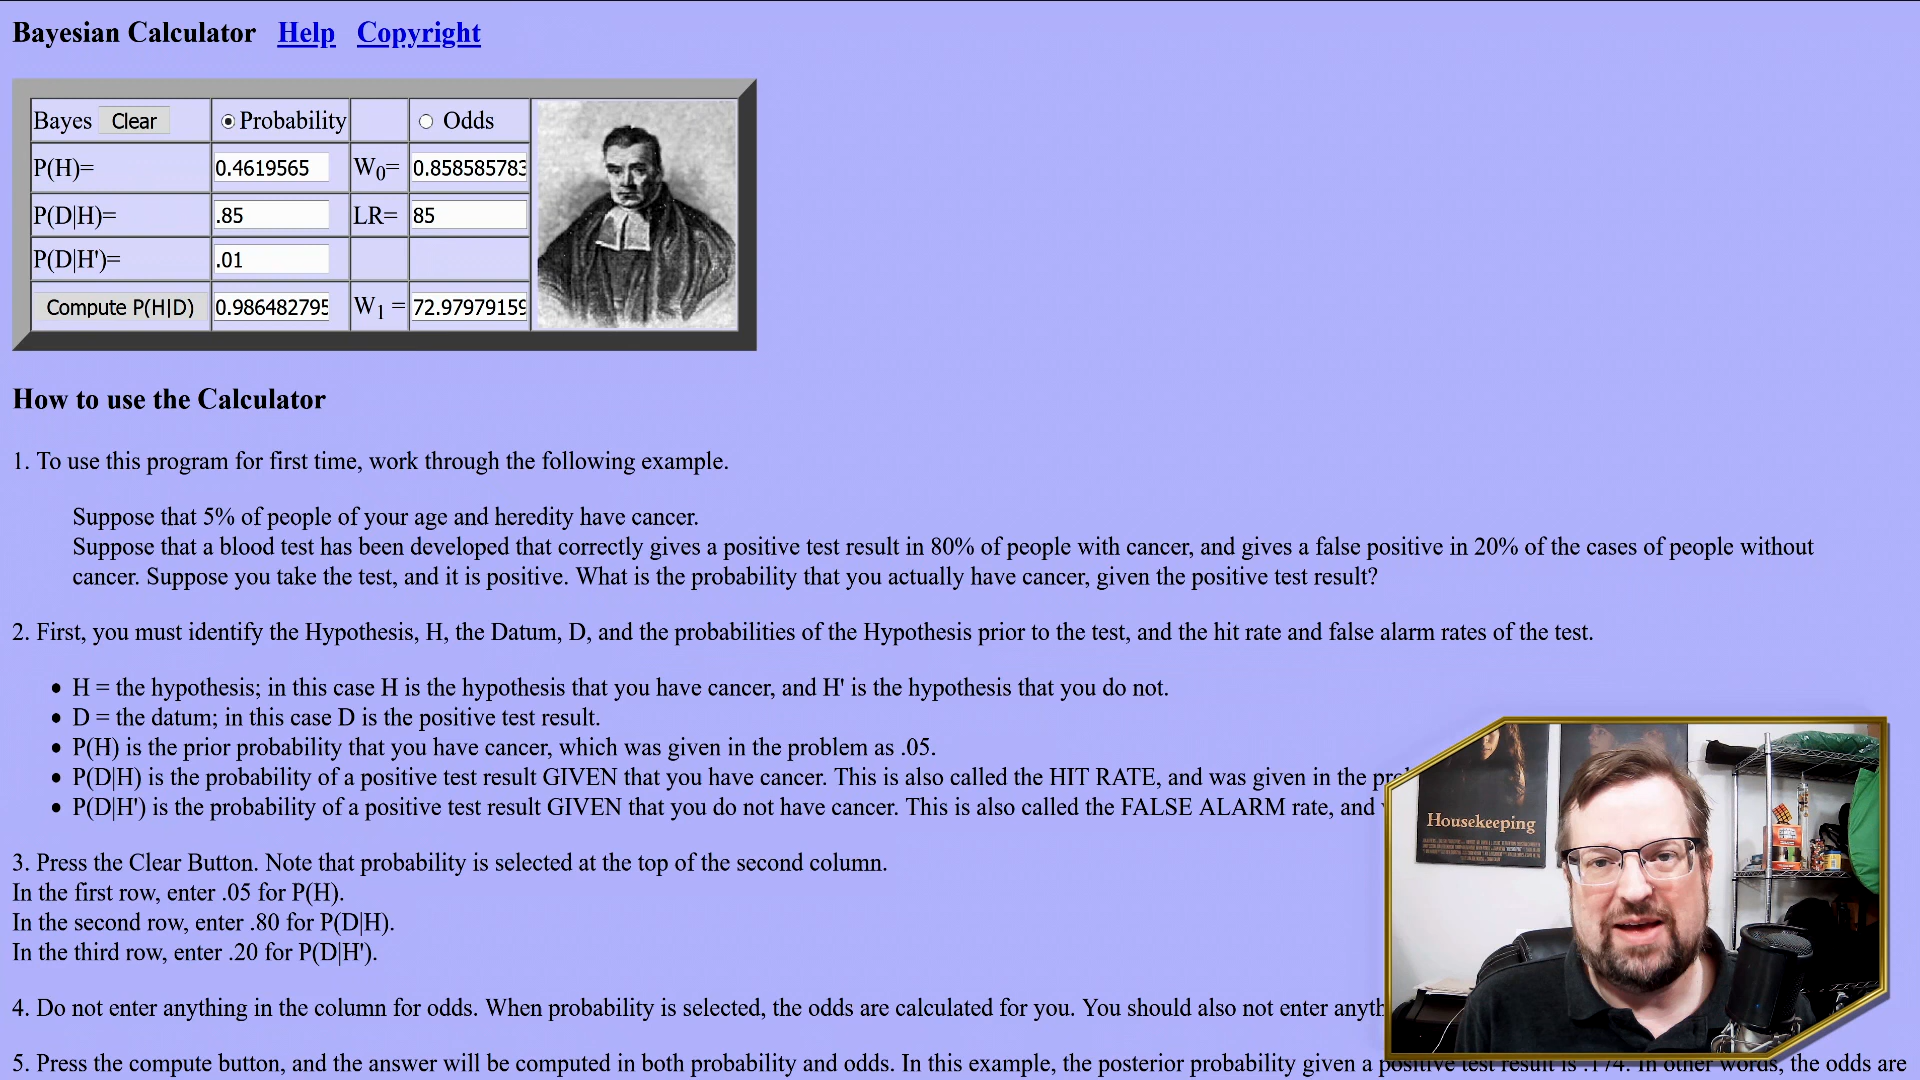 Bayesian Calculator Help Copyright
Bayes Clear Probability Odds
P(H)= 0.4619565 W0= 0.858585783
P(D|H)= .85 LR= 85
P(D|H')= .01
Compute P(H|D) 0.986482795 W1 = 72.97979159
How to use the Calculator
1. To use this program for first time, work through the following example.
Suppose that 5% of people of your age and heredity have cancer.
Suppose that a blood test has been developed that correctly gives a positive test result in 80% of people with cancer, and gives a false positive in 20% of the cases of people without
cancer. Suppose you take the test, and it is positive. What is the probability that you actually have cancer, given the positive test result?
2. First, you must identify the Hypothesis, H, the Datum, D, and the probabilities of the Hypothesis prior to the test, and the hit rate and false alarm rates of the test.
• H = the hypothesis; in this case H is the hypothesis that you have cancer, and H' is the hypothesis that you do not.
• D = the datum; in this case D is the positive test result.
• P(H) is the prior probability that you have cancer, which was given in the problem as .05.
• P(D|H) is the probability of a positive test result GIVEN that you have cancer. This is also called the HIT RATE, and was given in the
• P(D|H') is the probability of a positive test result GIVEN that you do not have cancer. This is also called the FALSE ALARM rate, and
Housekeeping
3. Press the Clear Button. Note that probability is selected at the top of the second column.
In the first row, enter .05 for P(H).
In the second row, enter .80 for P(D|H).
In the third row, enter .20 for P(D|H').
4. Do not enter anything in the column for odds. When probability is selected, the odds are calculated for you. You should also not enter
5. Press the compute button, and the answer will be computed in both probability and odds. In this example, the posterior probability given a positive test result is .174. In other words, the odds are